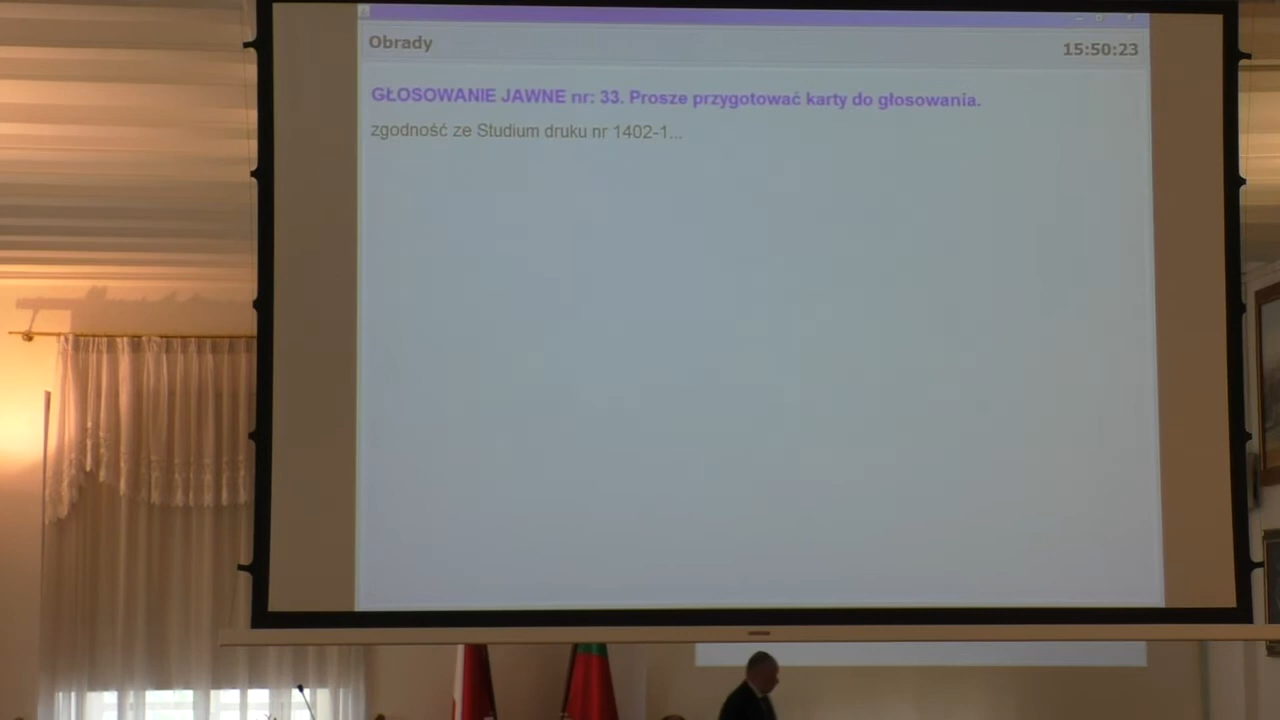 Obrady
15:50:23
GŁOSOWANIE JAWNE nr: 33. Prosze przygotować karty do głosowania.
zgodność ze Studium druku nr 1402-1...